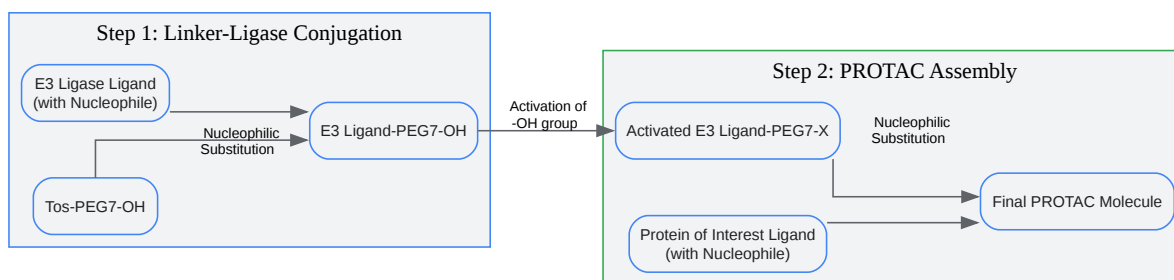 Step 1: Linker-Ligase Conjugation
E3 Ligase Ligand
(with Nucleophile)
Nucleophilic
Substitution
Tos-PEG7-OH
E3 Ligand-PEG7-OH
Activation of
-OH group
Step 2: PROTAC Assembly
Activated E3 Ligand-PEG7-X
Nucleophilic
Substitution
Protein of Interest Ligand
(with Nucleophile)
Final PROTAC Molecule